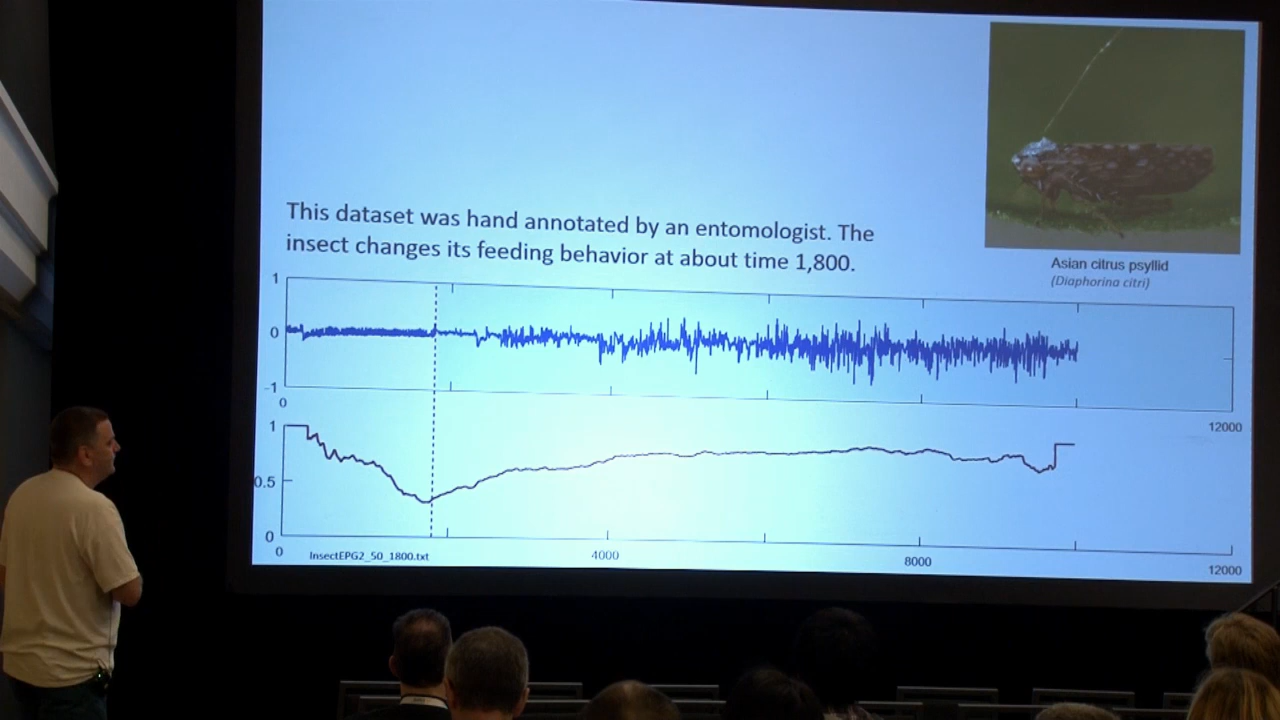 This dataset was hand annotated by an entomologist. The
insect changes its feeding behavior at about time 1,800.
Asian citrus psyllid
(Diaphorina citri)
1
0
-1
0
12000
1
0.5
0
0
InsectEPG2_50_1800.txt
4000
8000
12000